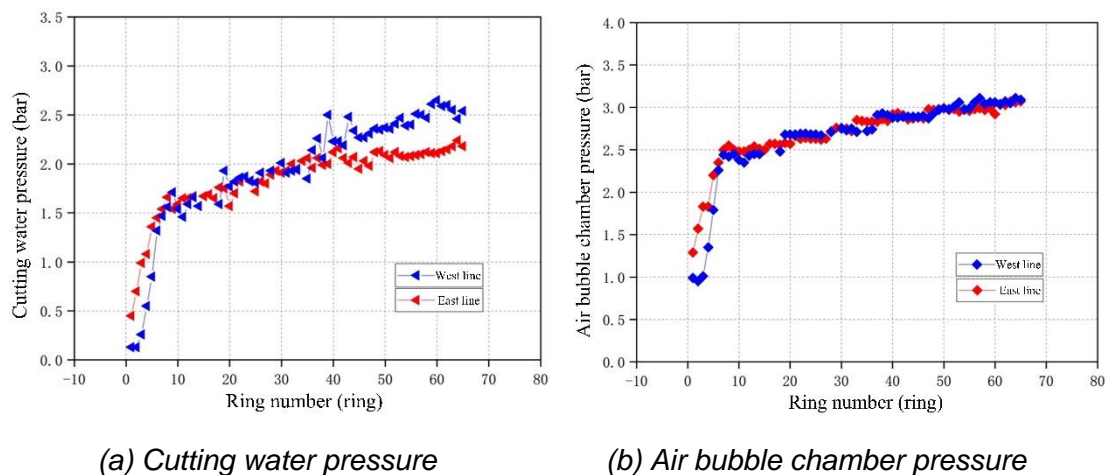 3.5
3.0
2.5
2.0
1.5
1.0
0.5
0.0
-10 0 10 20 30 40 50 60 70 80
Cutting water pressure (bar)
Ring number (ring)
West line
East line
(a) Cutting water pressure
4.0
3.5
3.0
2.5
2.0
1.5
1.0
0.5
0.0
-10 0 10 20 30 40 50 60 70 80
Air bubble chamber pressure (bar)
Ring number (ring)
West line
East line
(b) Air bubble chamber pressure